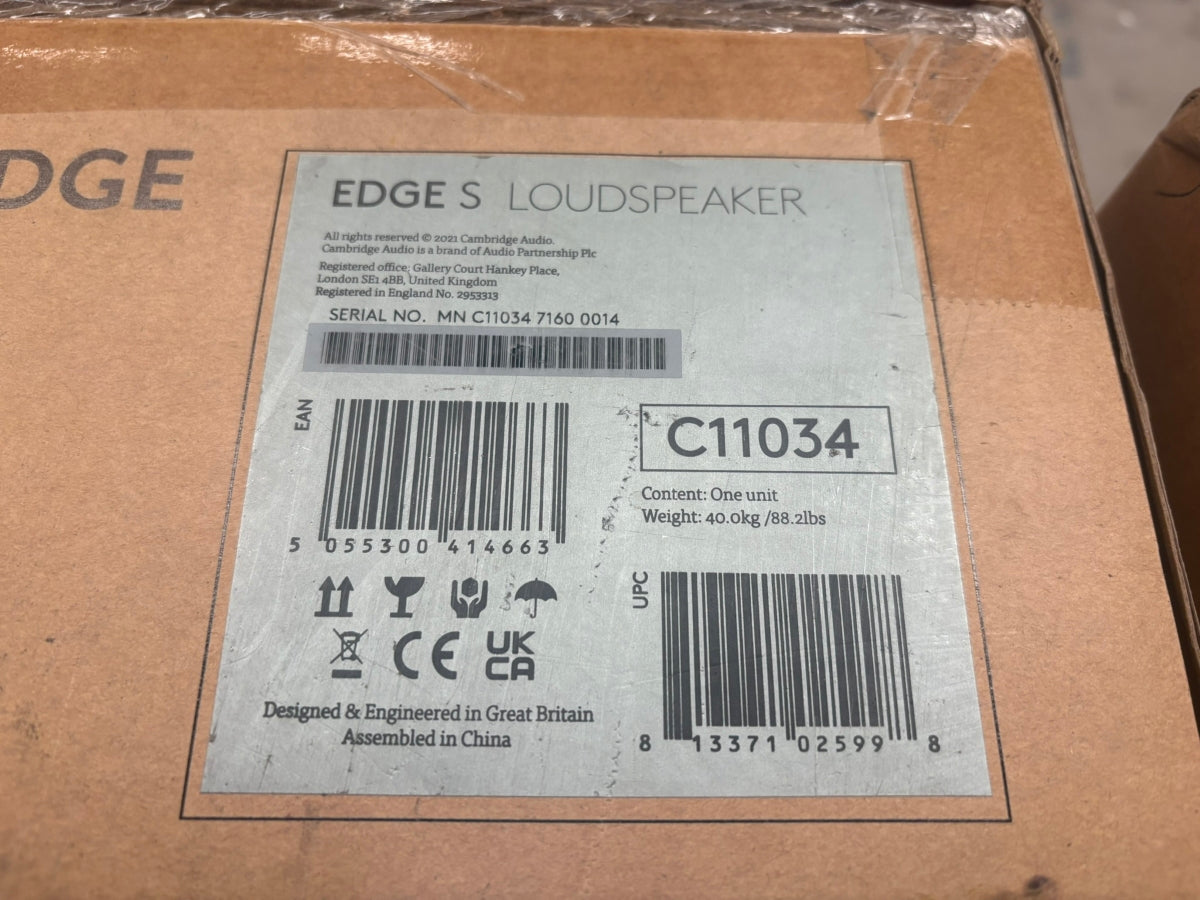 DGE
EDGE S LOUDSPEAKER
All rights reserved © 2021 Cambridge Audio.
Cambridge Audio is a brand of Audio Partnership Plc
Registered office; Gallery Court Hankey Place,
London SE1 4BB, United Kingdom
Registered in England No. 2953313
SERIAL NO. MN C11034 7160 0014
EAN
5 055300 414663
C11034
Content: One unit
Weight: 40.0kg /88.2lbs
UPC
8 13371 02599 8
CE
UK
CA
Designed & Engineered in Great Britain
Assembled in China